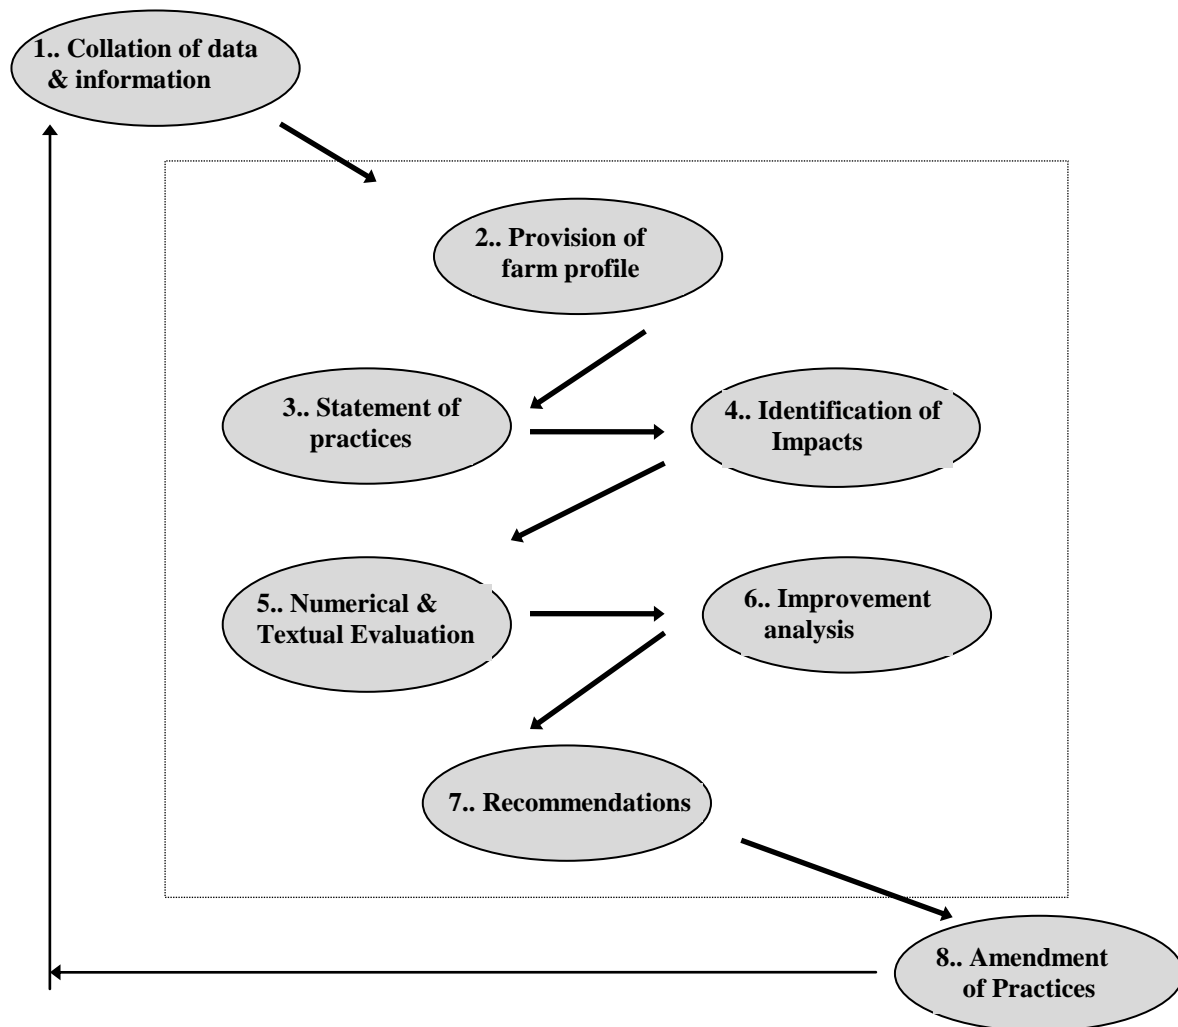 1.. Collation of data
& information
2.. Provision of
farm profile
3.. Statement of
practices
4.. Identification of
Impacts
5.. Numerical &
Textual Evaluation
6.. Improvement
analysis
7.. Recommendations
8.. Amendment
of Practices